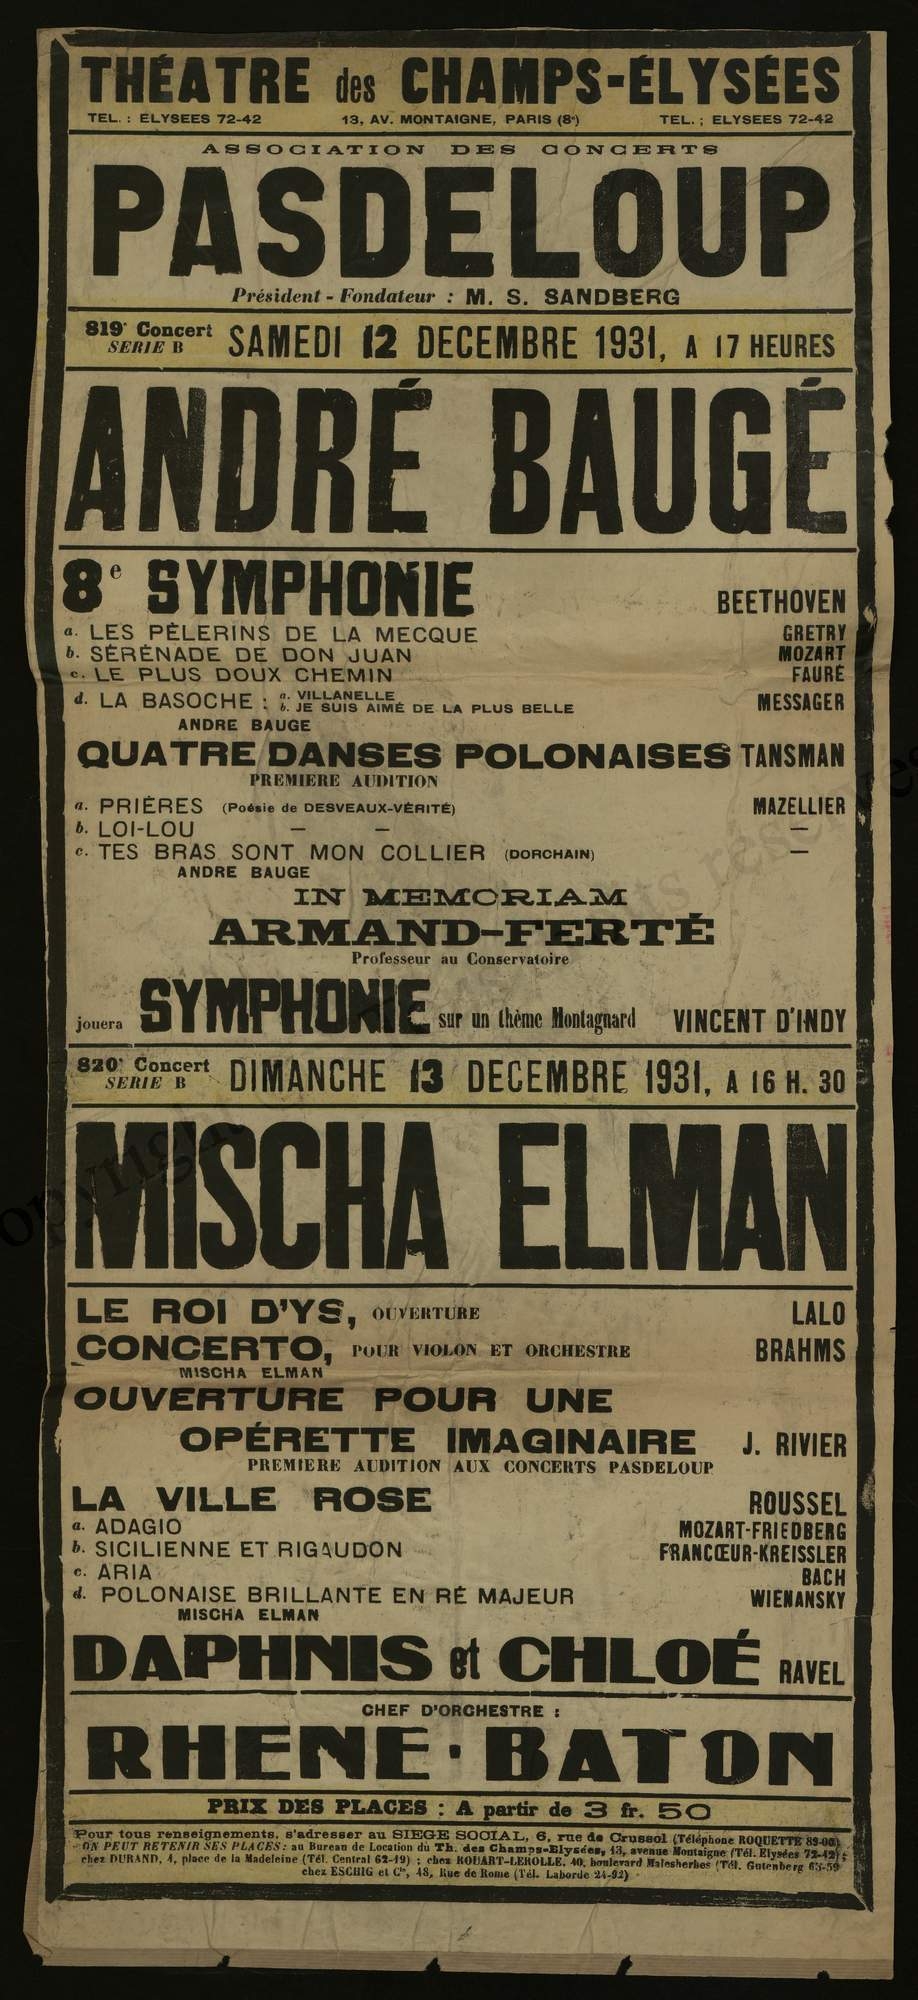 THÉATRE des CHAMPS-ÉLYSÉES
TEL. : ELYSEES 72-42 13, AV. MONTAIGNE, PARIS (8e) TEL. ; ELYSEES 72-42
ASSOCIATION DES CONCERTS
PASDELOUP
Président - Fondateur : M. S. SANDBERG
819e Concert
SERIE B
SAMEDI 12 DECEMBRE 1931, A 17 HEURES
ANDRÉ BAUGÉ
8e SYMPHONIE BEETHOVEN
a. LES PÈLERINS DE LA MECQUE GRETRY
b. SÉRÉNADE DE DON JUAN MOZART
c. LE PLUS DOUX CHEMIN FAURÉ
d. LA BASOCHE : a. VILLANELLE
b. JE SUIS AIMÉ DE LA PLUS BELLE MESSAGER
ANDRE BAUGE
QUATRE DANSES POLONAISES TANSMAN
PREMIERE AUDITION
a. PRIÈRES (Poésie de DESVEAUX-VÉRITÉ) MAZELLIER
b. LOI-LOU — — —
c. TES BRAS SONT MON COLLIER (DORCHAIN) —
ANDRE BAUGE
IN MEMORIAM
ARMAND-FERTÉ
Professeur au Conservatoire
jouera SYMPHONIE sur un thème Montagnard VINCENT D'INDY
820e Concert
SERIE B
DIMANCHE 13 DECEMBRE 1931, A 16 H. 30
MISCHA ELMAN
LE ROI D'YS, OUVERTURE LALO
CONCERTO, POUR VIOLON ET ORCHESTRE BRAHMS
MISCHA ELMAN
OUVERTURE POUR UNE
OPÉRETTE IMAGINAIRE J. RIVIER
PREMIERE AUDITION AUX CONCERTS PASDELOUP
LA VILLE ROSE ROUSSEL
a. ADAGIO MOZART-FRIEDBERG
b. SICILIENNE ET RIGAUDON FRANCŒUR-KREISSLER
c. ARIA BACH
d. POLONAISE BRILLANTE EN RÉ MAJEUR WIENANSKY
MISCHA ELMAN
DAPHNIS et CHLOÉ RAVEL
CHEF D'ORCHESTRE :
RHENE-BATON
PRIX DES PLACES : A partir de 3 fr. 50
Pour tous renseignements, s'adresser au SIEGE SOCIAL, 6, rue de Crussol (Téléphone ROQUETTE 89-00)
ON PEUT RETENIR SES PLACES : au Bureau de Location du Th. des Champs-Elysées, 13, avenue Montaigne (Tél. Elysées 72-42) ;
chez DURAND, 4, place de la Madeleine (Tél. Central 62-19) ; chez ROUART-LEROLLE, 40, boulevard Malesherbes (Tél. Gutenberg 63-59
chez ESCHIG et Cie, 48, Rue de Rome (Tél. Laborde 24-92)